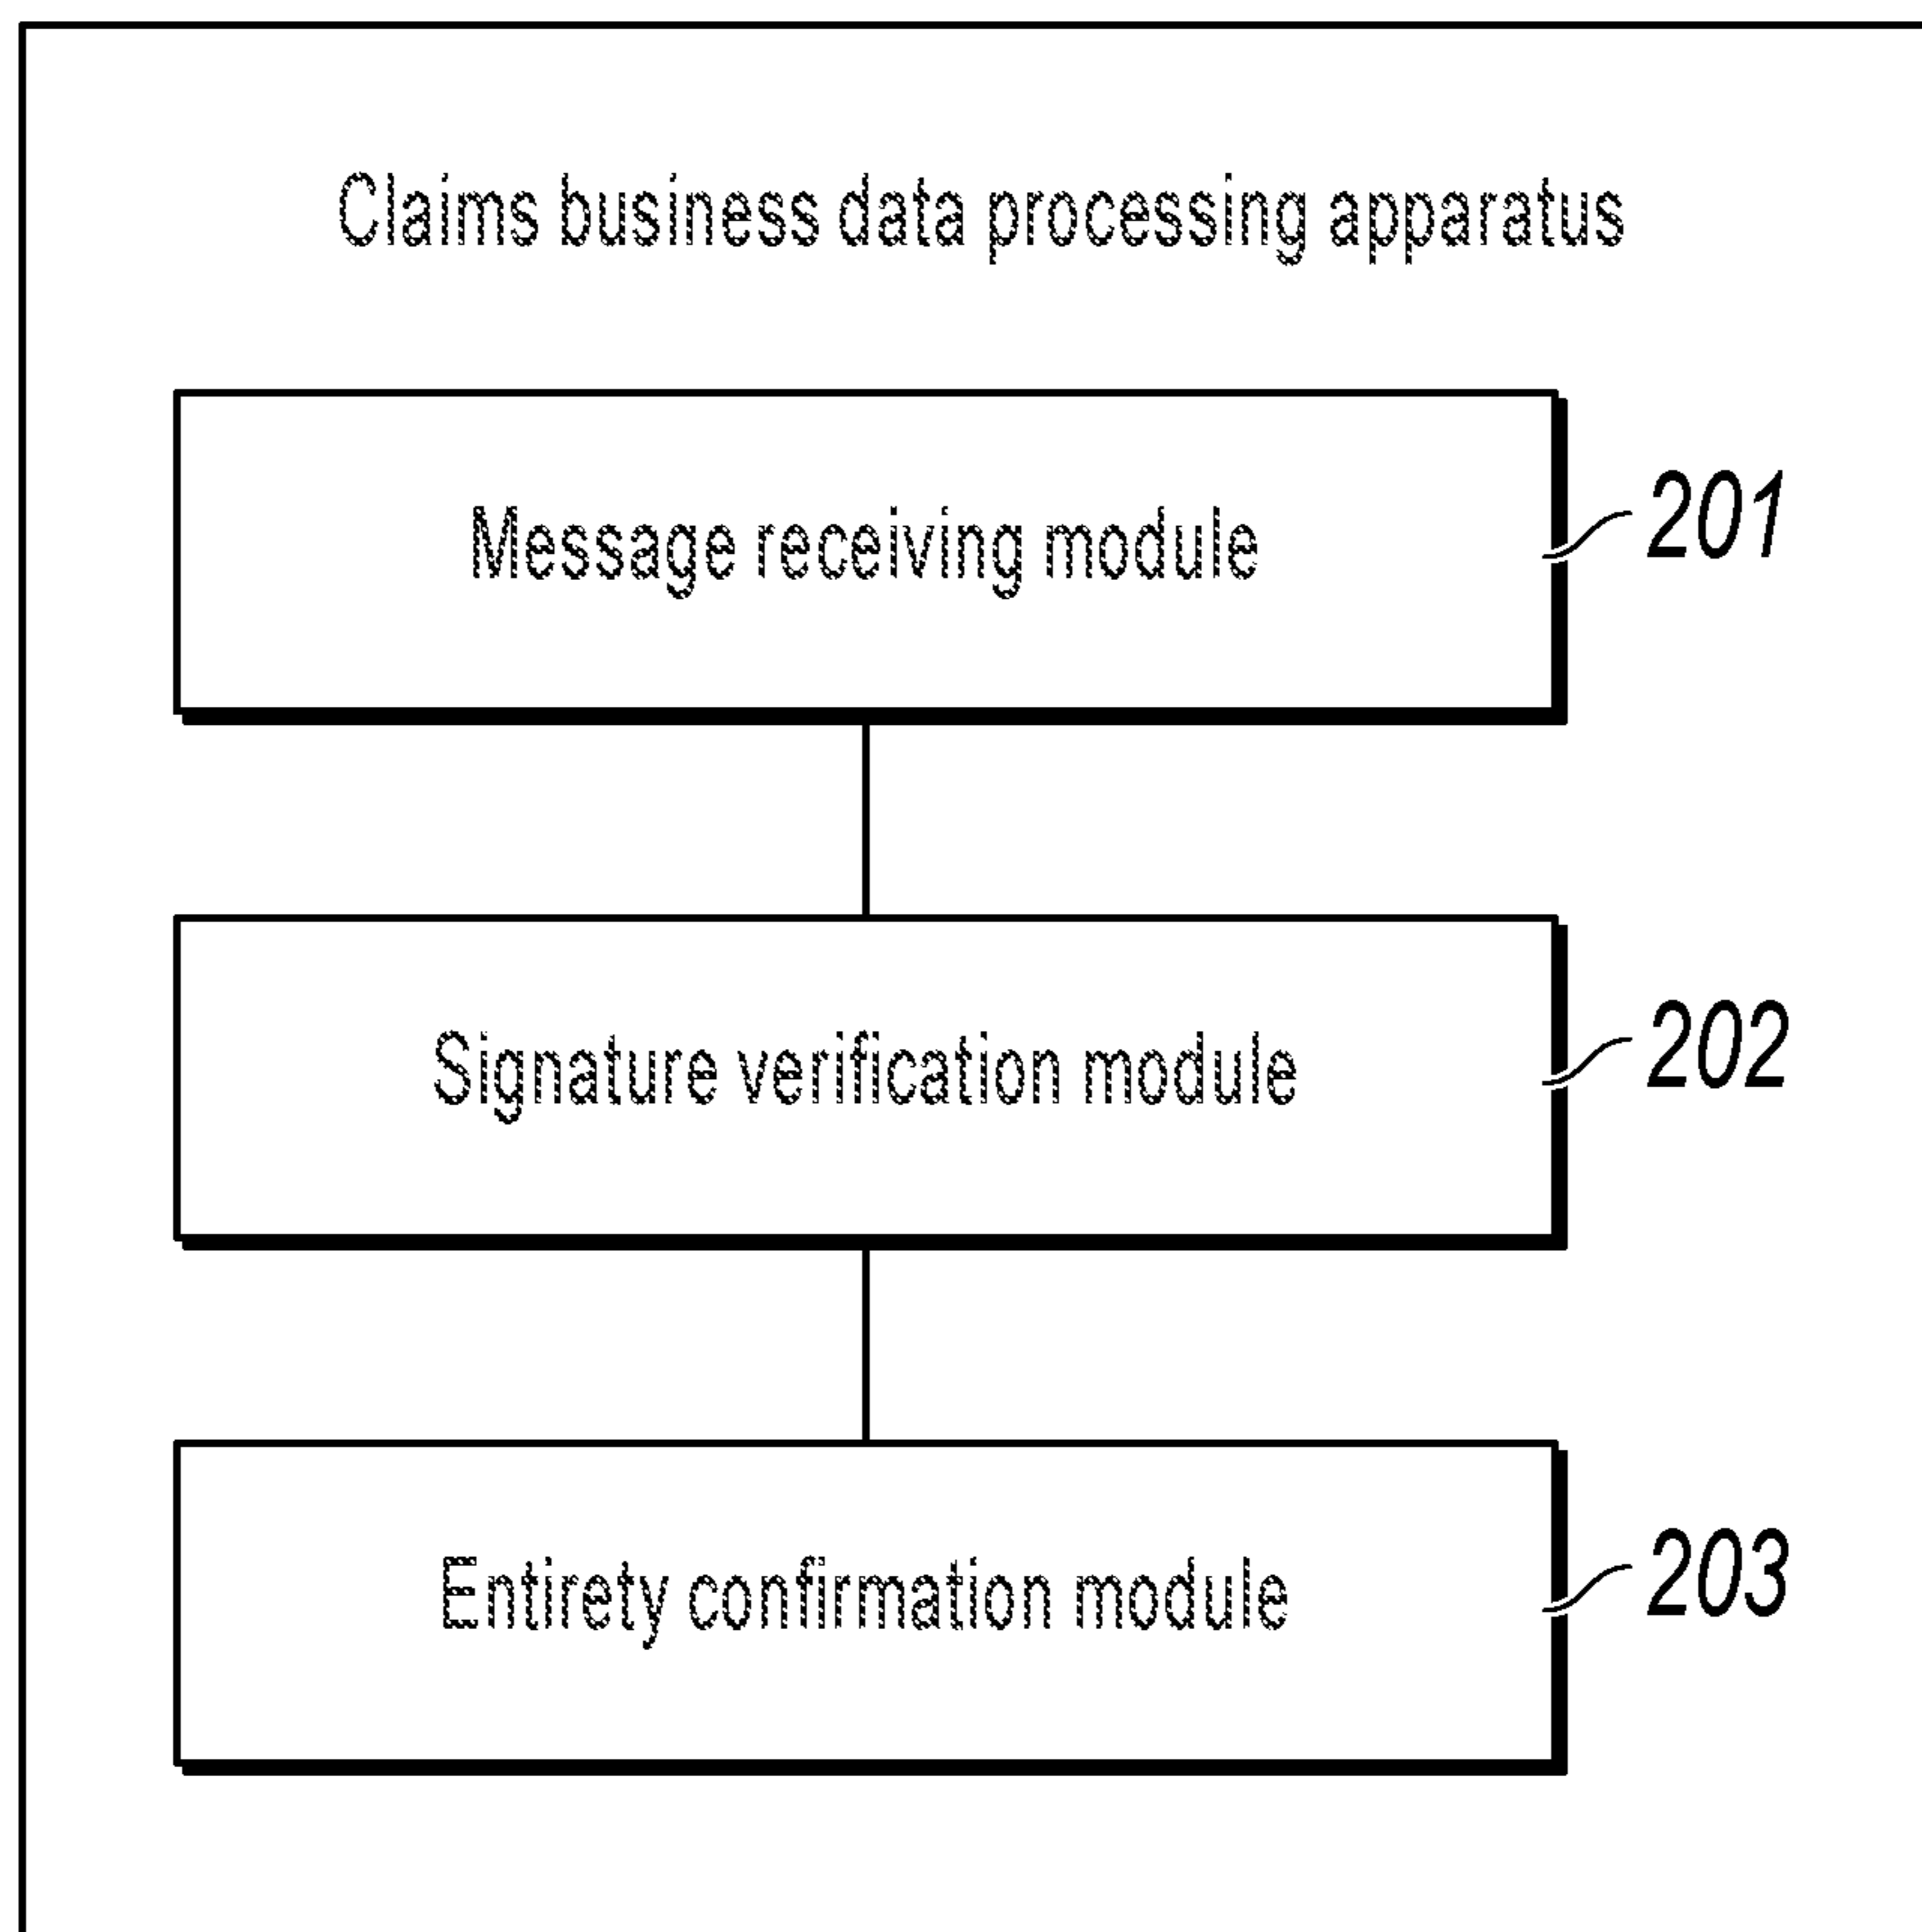 Claims business data processing apparatus
Message receiving module
201
Signature verification module
202
Entirety confirmation module
203